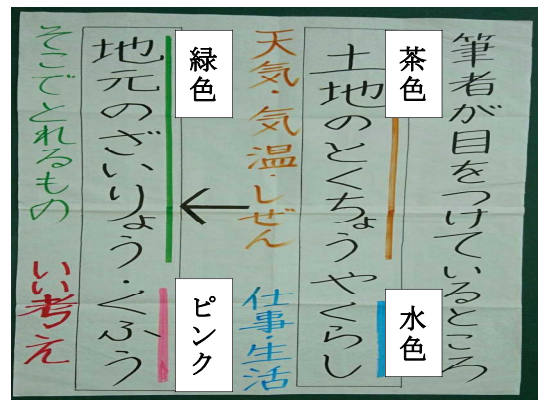 筆者が目をつけているところ
茶色
水色
土地のとくちょう やくらし
天気・気温・しぜん
仕事・生活
緑色
ピンク
地元のざいりょう・くふう
そこでとれるもの
いい考え